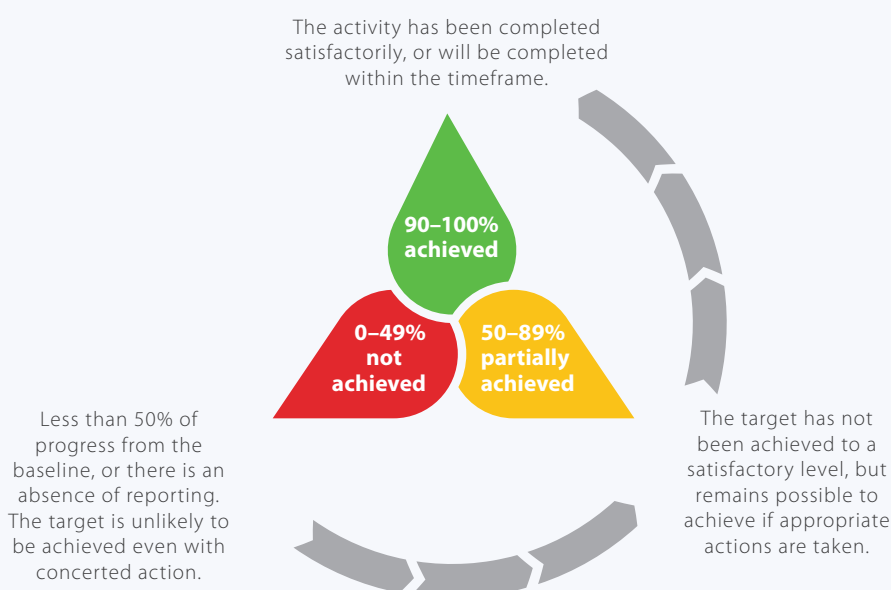 The activity has been completed
satisfactorily, or will be completed
within the timeframe.
90–100%
achieved
0–49%
not
achieved
50–89%
partially
achieved
Less than 50% of
progress from the
baseline, or there is an
absence of reporting.
The target is unlikely to
be achieved even with
concerted action.
The target has not
been achieved to a
satisfactory level, but
remains possible to
achieve if appropriate
actions are taken.